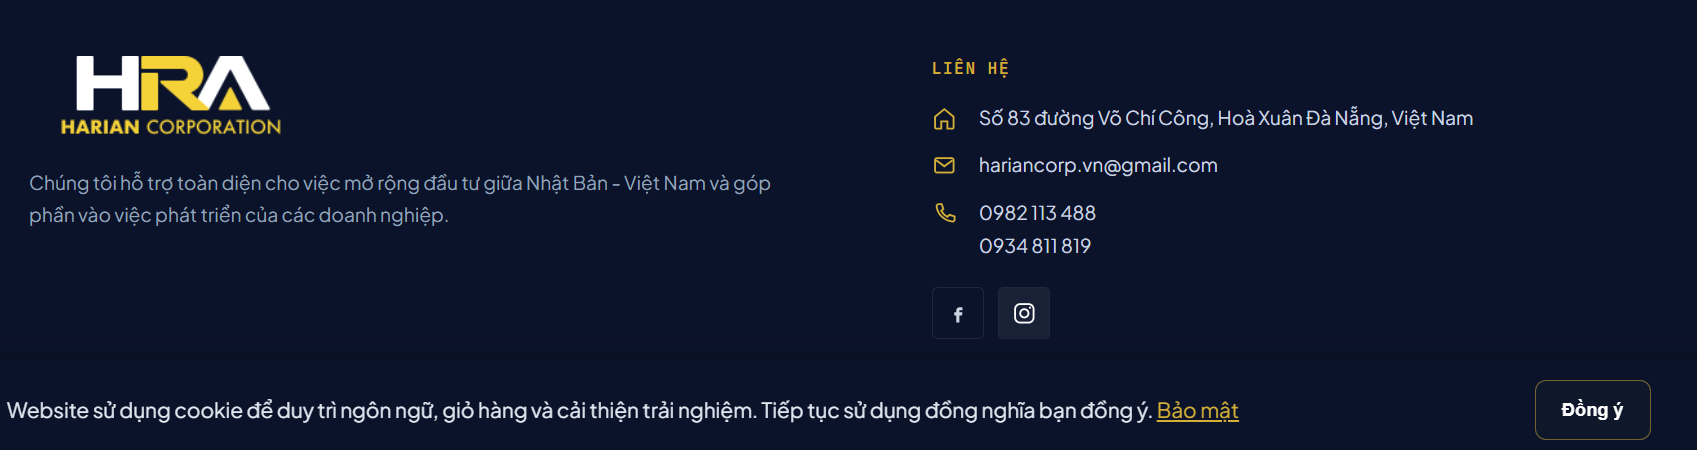 HRA
HARIAN CORPORATION
Chúng tôi hỗ trợ toàn diện cho việc mở rộng đầu tư giữa Nhật Bản - Việt Nam và góp
phần vào việc phát triển của các doanh nghiệp.
LIÊN HỆ
Số 83 đường Võ Chí Công, Hoà Xuân Đà Nẵng, Việt Nam
hariancorp.vn@gmail.com
0982 113 488
0934 811 819
Website sử dụng cookie để duy trì ngôn ngữ, giỏ hàng và cải thiện trải nghiệm. Tiếp tục sử dụng đồng nghĩa bạn đồng ý. Bảo mật
Đồng ý